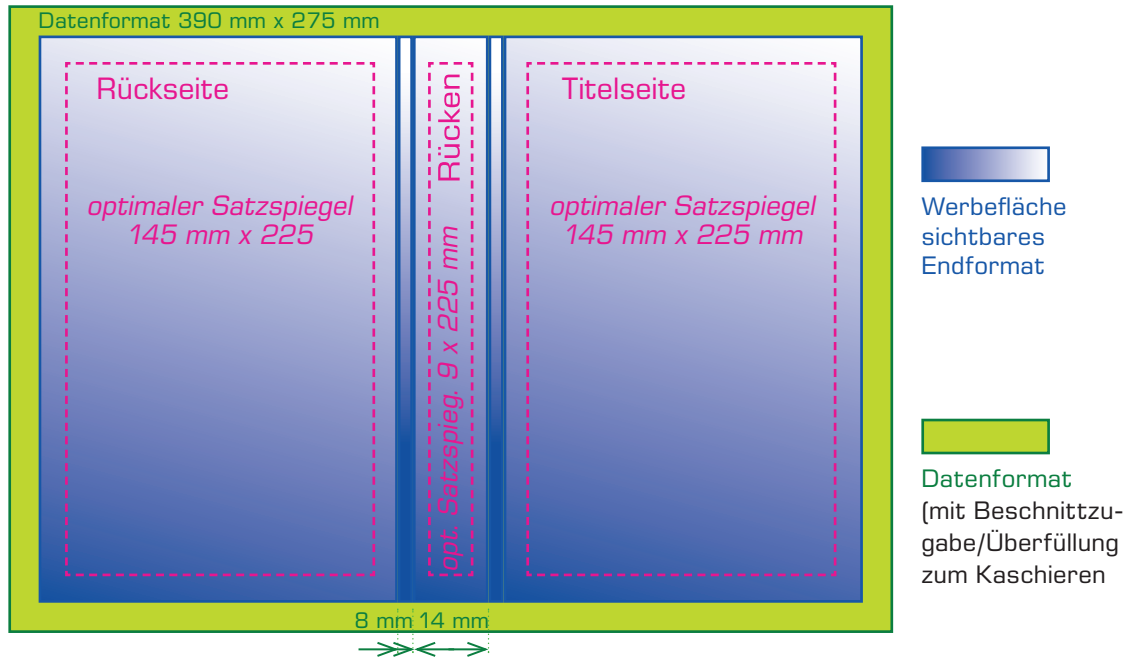 Datenformat 390 mm x 275 mm
Rückseite
optimaler Satzspiegel
145 mm x 225
opt. Satzspieg. 9 x 225 mm Rücken
Titelseite
optimaler Satzspiegel
145 mm x 225 mm
8 mm 14 mm
Werbefläche
sichtbares
Endformat
Datenformat
(mit Beschnittzu-
gabe/Überfüllung
zum Kaschieren